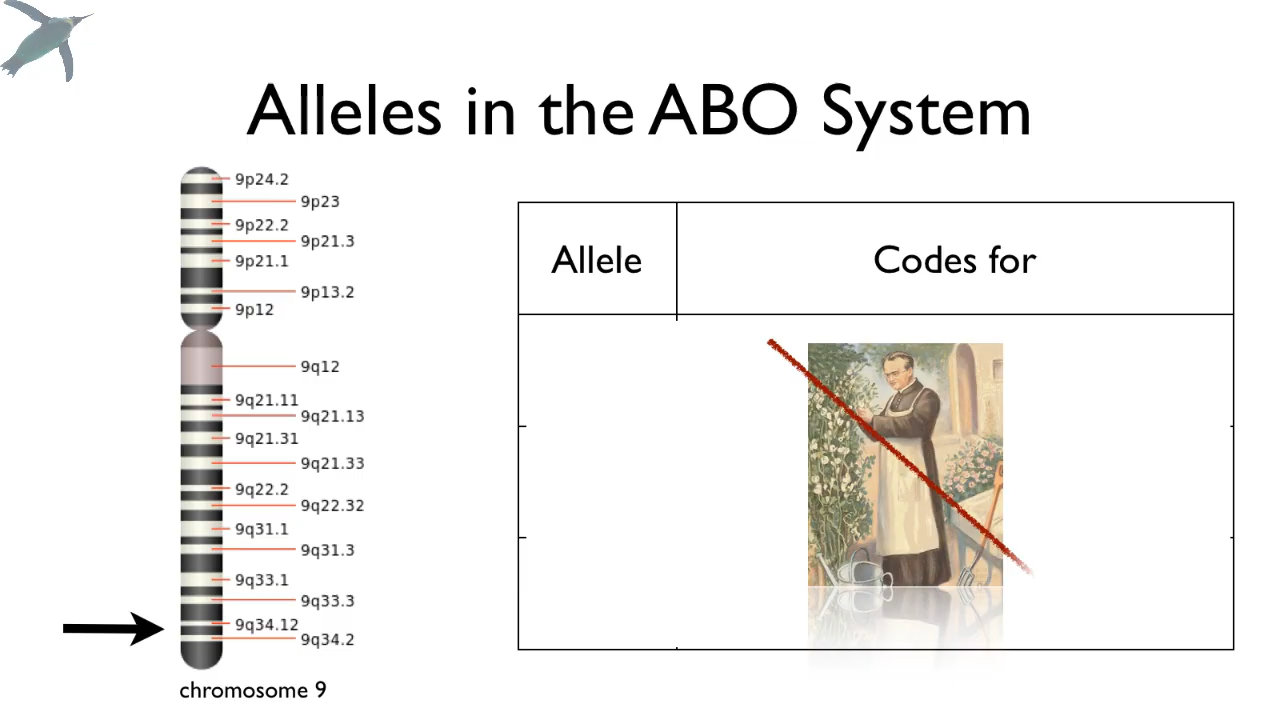 Alleles in the ABO System
9p24.2
9p23
9p22.2
9p21.3
9p21.1
9p13.2
9p12
9q12
9q21.11
9q21.13
9q21.31
9q21.33
9q22.2
9q22.32
9q31.1
9q31.3
9q33.1
9q33.3
9q34.12
9q34.2
chromosome 9
Allele Codes for